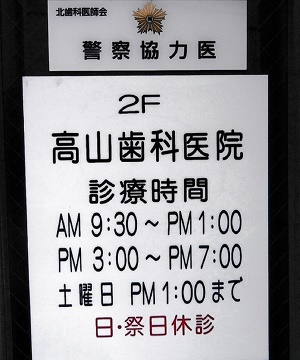 北歯科医師会
警察協力医
2F
高山歯科医院
診療時間
AM 9:30～PM 1:00
PM 3:00～PM 7:00
土曜日 PM 1:00まで
日・祭日休診